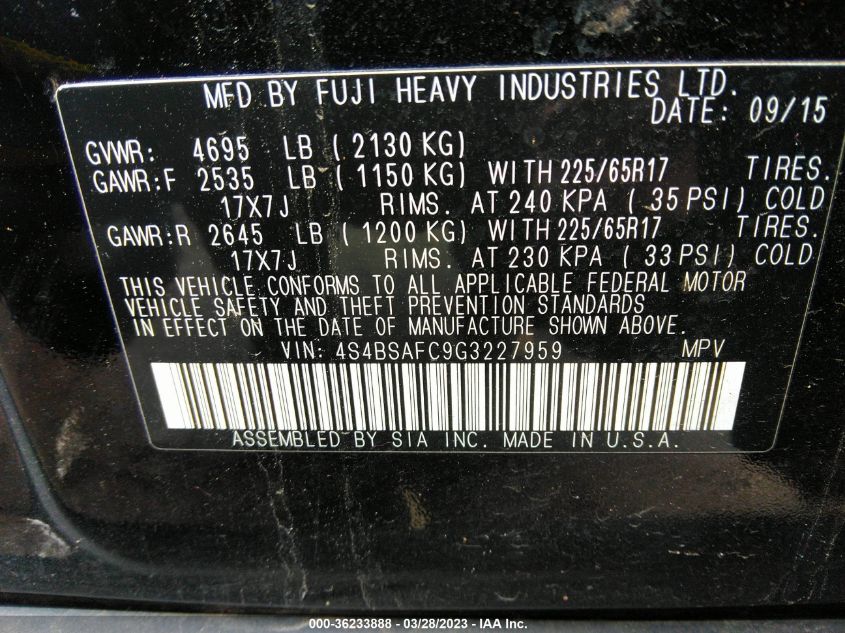 MFD BY FUJI HEAVY INDUSTRIES LTD.
DATE: 09/15
GVWR: 4695 LB ( 2130 KG)
GAWR:F 2535 LB ( 1150 KG) WITH 225/65R17 TIRES.
17X7J RIMS. AT 240 KPA ( 35 PSI) COLD
GAWR:R 2645 LB ( 1200 KG) WITH 225/65R17 TIRES.
17X7J RIMS. AT 230 KPA ( 33 PSI) COLD
THIS VEHICLE CONFORMS TO ALL APPLICABLE FEDERAL MOTOR
VEHICLE SAFETY AND THEFT PREVENTION STANDARDS
IN EFFECT ON THE DATE OF MANUFACTURE SHOWN ABOVE.
VIN: 4S4BSAFC9G3227959 MPV
ASSEMBLED BY SIA INC. MADE IN U.S.A.
000-36233888 — 03/28/2023 — IAA Inc.